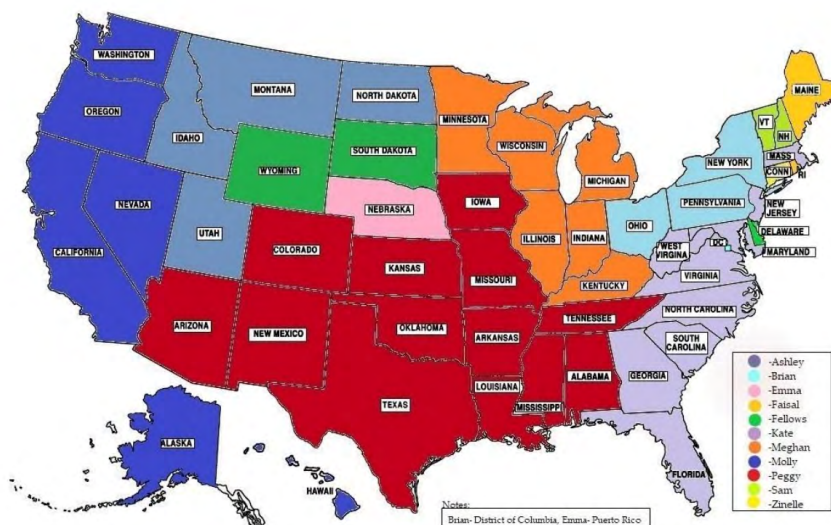 WASHINGTON
MONTANA
NORTH DAKOTA
MINNESOTA
MAINE
OREGON
IDAHO
WISCONSIN
VT
NH
SOUTH DAKOTA
MASS
NEW YORK
WYOMING
MICHIGAN
CONN
RI
NEVADA
NEBRASKA
IOWA
PENNSYLVANIA
NEW JERSEY
UTAH
ILLINOIS
INDIANA
OHIO
DELAWARE
CALIFORNIA
COLORADO
WEST VIRGINIA
DC
MARYLAND
KANSAS
MISSOURI
KENTUCKY
VIRGINIA
NORTH CAROLINA
TENNESSEE
ARIZONA
NEW MEXICO
OKLAHOMA
ARKANSAS
SOUTH CAROLINA
LOUISIANA
ALABAMA
GEORGIA
TEXAS
MISSISSIPPI
ALASKA
FLORIDA
HAWAII
-Ashley
-Brian
-Emma
-Faisal
-Fellows
-Kate
-Meghan
-Molly
-Peggy
-Sam
-Zinelle
Notes:
Brian- District of Columbia, Emma- Puerto Rico